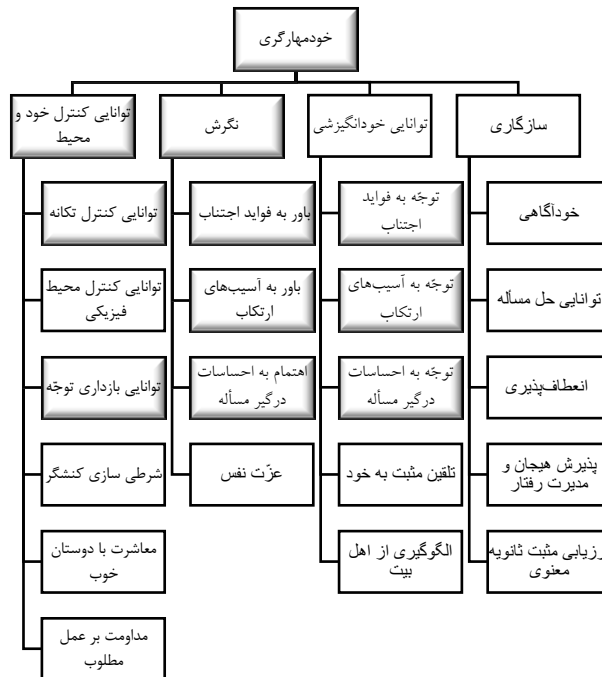 خودمهارگری
سازگاری
خودآگاهی
توانایی حل مسأله
انعطاف‌پذیری
پذیرش هیجان و
مدیرت رفتار
رزیابی مثبت ثانویه
معنوی
توانایی خودانگیزشی
توجّه به فواید
اجتناب
توجّه به آسیب‌های
ارتکاب
توجّه به احساسات
درگیر مسأله
تلقین مثبت به خود
الگوگیری از اهل
بیت
نگرش
باور به فواید اجتناب
باور به آسیب‌های
ارتکاب
اهتمام به احساسات
درگیر مسأله
عزّت نفس
توانایی کنترل خود و
محیط
توانایی کنترل تکانه
توانایی کنترل محیط
فیزیکی
توانایی بازداری توجّه
شرطی سازی کنشگر
معاشرت با دوستان
خوب
مداومت بر عمل
مطلوب